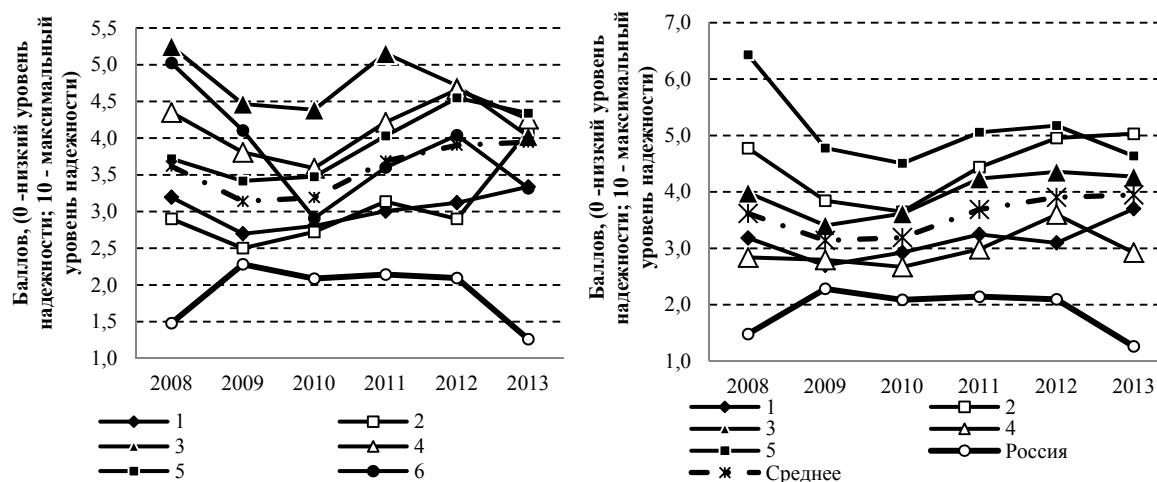 Баллов, (0 -низкий уровень
надежности; 10 - максимальный
уровень надежности)
5,5
5,0
4,5
4,0
3,5
3,0
2,5
2,0
1,5
1,0
2008 2009 2010 2011 2012 2013
1 2
3 4
5 6
Баллов, (0 -низкий уровень
надежности; 10 - максимальный
уровень надежности)
7,0
6,0
5,0
4,0
3,0
2,0
1,0
2008 2009 2010 2011 2012 2013
1 2
3 4
5 Россия
Среднее